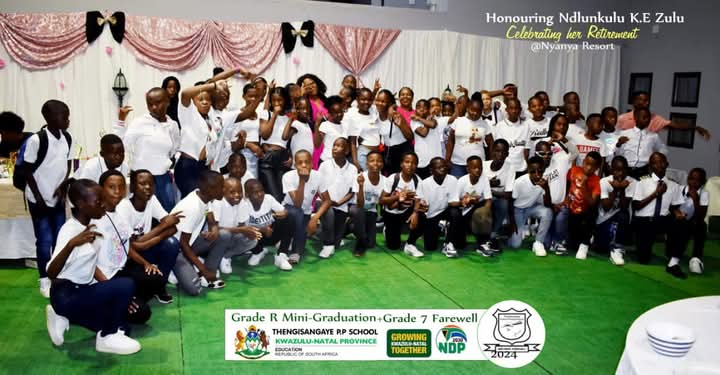 Honouring Ndlunkulu K.E Zulu
Celebrating her Retirement
@Nyanya Resort
Grade R Mini-Graduation+Grade 7 Farewell
THENGISANGAYE P.P SCHOOL
KWAZULU-NATAL PROVINCE
EDUCATION
REPUBLIC OF SOUTH AFRICA
GROWING
KWAZULU-NATAL
TOGETHER
2030
NDP
2024